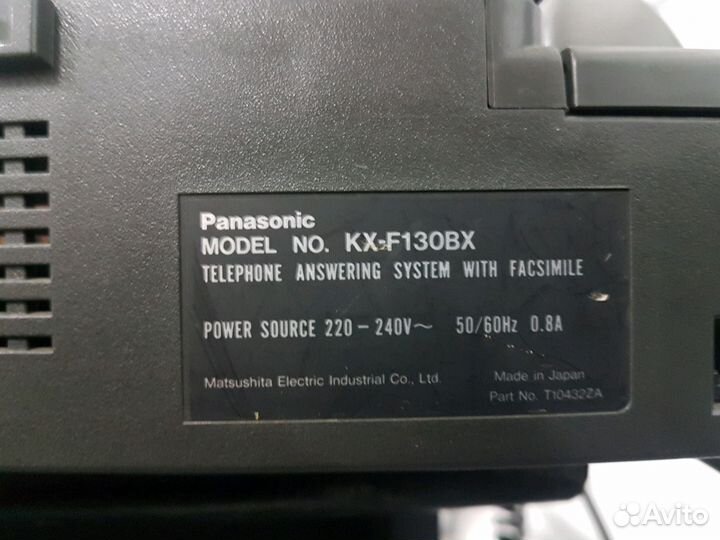 Panasonic
MODEL NO. KX-F130BX
TELEPHONE ANSWERING SYSTEM WITH FACSIMILE
POWER SOURCE 220 – 240V~ 50/60Hz 0.8A
Matsushita Electric Industrial Co., Ltd. Made in Japan
Part No. T10432ZA
Avito